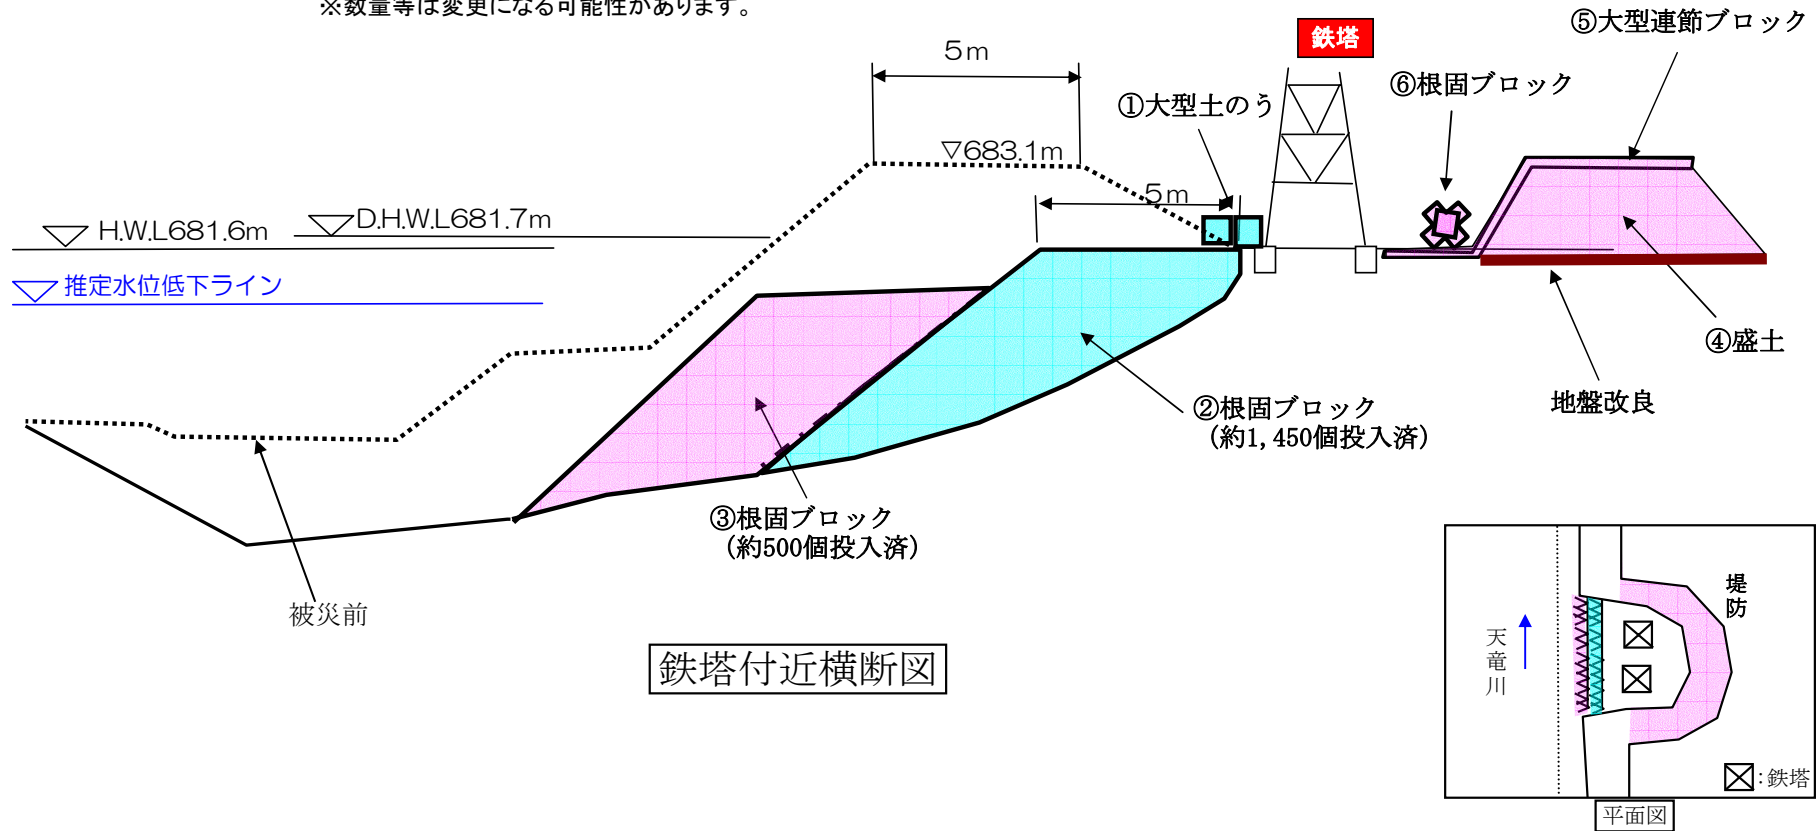 ※数量等は変更になる可能性があります。
鉄塔
⑤大型連節ブロック
5m
⑥根固ブロック
①大型土のう
▽683.1m
5m
H.W.L681.6m
D.H.W.L681.7m
推定水位低下ライン
④盛土
地盤改良
②根固ブロック
(約1,450個投入済)
③根固ブロック
(約500個投入済)
被災前
鉄塔付近横断図
堤防
天竜川
:鉄塔
平面図